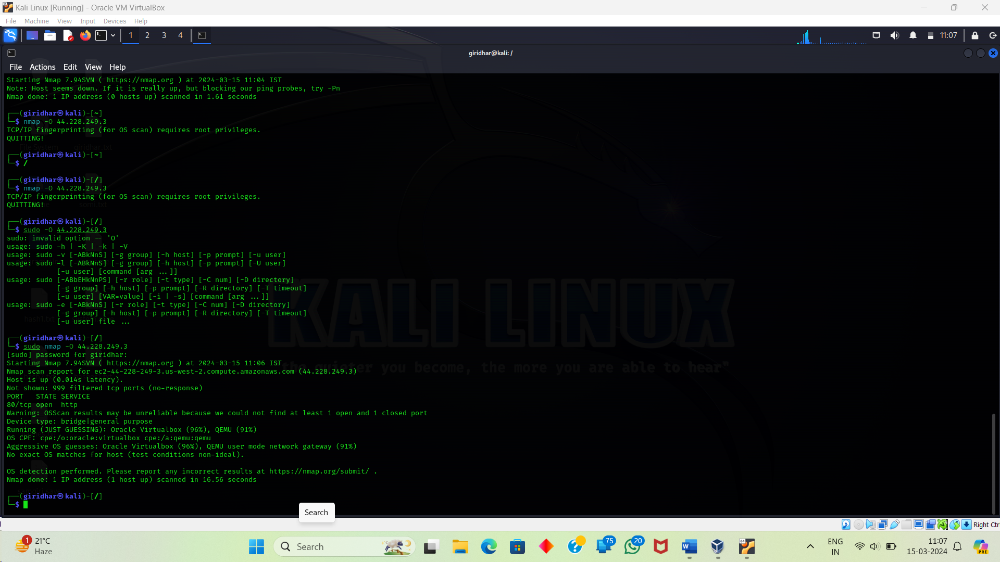 Kali Linux [Running] - Oracle VM VirtualBox
File Machine View Input Devices Help
1 2 3 4
11:07
giridhar@kali: /
File Actions Edit View Help
Starting Nmap 7.94SVN ( https://nmap.org ) at 2024-03-15 11:04 IST
Note: Host seems down. If it is really up, but blocking our ping probes, try -Pn
Nmap done: 1 IP address (0 hosts up) scanned in 1.61 seconds
┌──(giridhar㉿kali)-[~]
└─$ nmap -O 44.228.249.3
TCP/IP fingerprinting (for OS scan) requires root privileges.
QUITTING!
File System giridhar.txt
┌──(giridhar㉿kali)-[~]
└─$ /
┌──(giridhar㉿kali)-[/]
└─$ nmap -O 44.228.249.3
TCP/IP fingerprinting (for OS scan) requires root privileges.
QUITTING!
┌──(giridhar㉿kali)-[/]
└─$ sudo -O 44.228.249.3
sudo: invalid option -- 'O'
usage: sudo -h | -K | -k | -V
usage: sudo -v [-ABkNnS] [-g group] [-h host] [-p prompt] [-u user]
usage: sudo -l [-ABkNnS] [-g group] [-h host] [-p prompt] [-U user]
[-u user] [command [arg ...]]
usage: sudo [-ABbEHkNnPS] [-r role] [-t type] [-C num] [-D directory]
[-g group] [-h host] [-p prompt] [-R directory] [-T timeout]
[-u user] [VAR=value] [-i | -s] [command [arg ...]]
usage: sudo -e [-ABkNnS] [-r role] [-t type] [-C num] [-D directory]
[-g group] [-h host] [-p prompt] [-R directory] [-T timeout]
[-u user] file ...
hash1.txt
KALI LINUX
┌──(giridhar㉿kali)-[/]
└─$ sudo nmap -O 44.228.249.3
[sudo] password for giridhar:
Starting Nmap 7.94SVN ( https://nmap.org ) at 2024-03-15 11:06 IST
you become, the more you are able to hear"
Nmap scan report for ec2-44-228-249-3.us-west-2.compute.amazonaws.com (44.228.249.3)
Host is up (0.014s latency).
Not shown: 999 filtered tcp ports (no-response)
PORT STATE SERVICE
80/tcp open http
Warning: OSScan results may be unreliable because we could not find at least 1 open and 1 closed port
Device type: bridge|general purpose
Running (JUST GUESSING): Oracle Virtualbox (96%), QEMU (91%)
OS CPE: cpe:/o:oracle:virtualbox cpe:/a:qemu:qemu
Aggressive OS guesses: Oracle Virtualbox (96%), QEMU user mode network gateway (91%)
No exact OS matches for host (test conditions non-ideal).
OS detection performed. Please report any incorrect results at https://nmap.org/submit/ .
Nmap done: 1 IP address (1 host up) scanned in 16.56 seconds
┌──(giridhar㉿kali)-[/]
└─$
Search
Right Ctr
1 21°C
Haze
Search
75
20
64
ENG
IN
11:07
15-03-2024
PRE